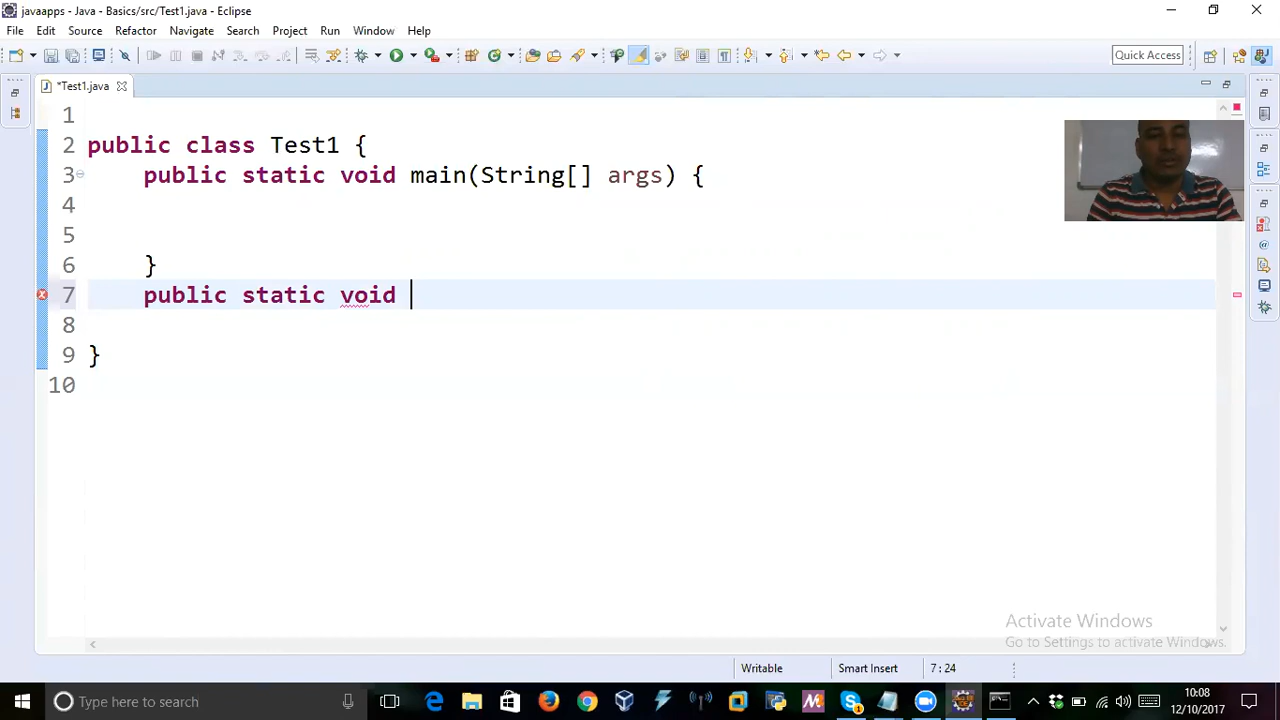 javaapps - Java - Basics/src/Test1.java - Eclipse
File Edit Source Refactor Navigate Search Project Run Window Help
Quick Access
*Test1.java
1
2 public class Test1 {
3 public static void main(String[] args) {
4
5
6 }
7 public static void
8
9 }
10
Activate Windows
Go to Settings to activate Windows.
Writable Smart Insert 7 : 24
Type here to search
10:08
12/10/2017